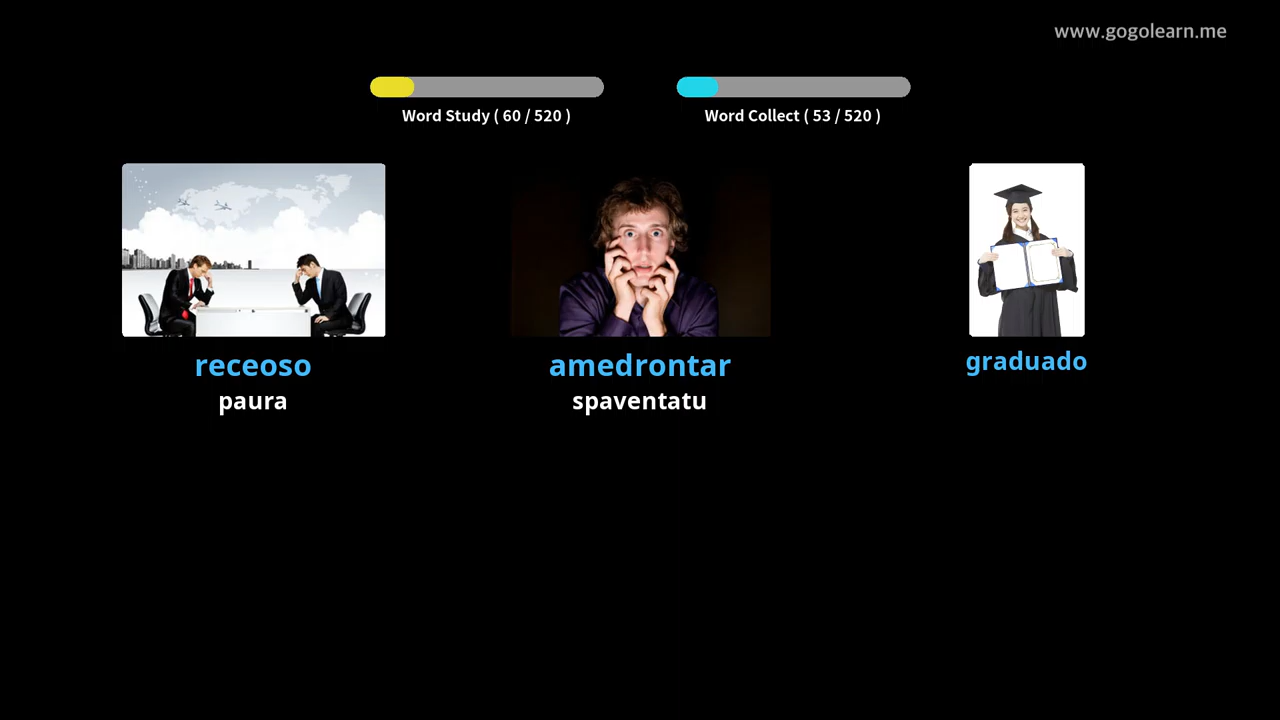 www.gogolearn.me
Word Study ( 60 / 520 )
Word Collect ( 53 / 520 )
receoso
paura
amedrontar
spaventatu
graduado